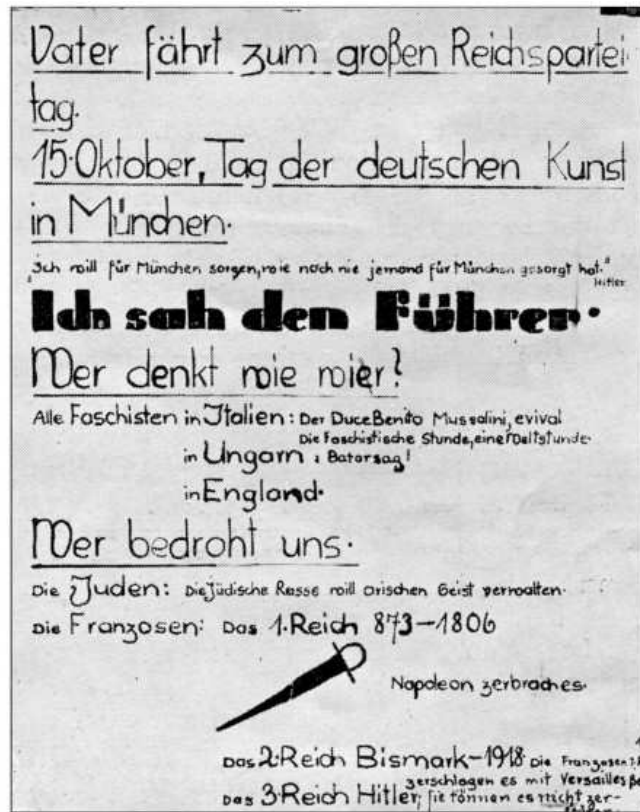 Vater fährt zum großen Reichspartei
tag.
15. Oktober, Tag der deutschen Kunst
in München.
"Ich will für München sorgen, wie noch nie jemand für München gesorgt hat."
Hitler
Ich sah den Führer.
Wer denkt wie wier?
Alle Faschisten in Italien: Der Duce Benito Mussalini, evival
Die Faschistische Stunde, eine Weltstunde.
in Ungarn: Batorsag!
in England.
Wer bedroht uns.
Die Juden: Die Jüdische Rasse will arischen Geist verwalten.
Die Franzosen: Das 1. Reich 873–1806
Napoleon zerbrach es.
Das 2. Reich Bismark–1918 Die Franzosen
zerschlagen es mit Versailles
Das 3. Reich Hitler; sie können es nicht zer-